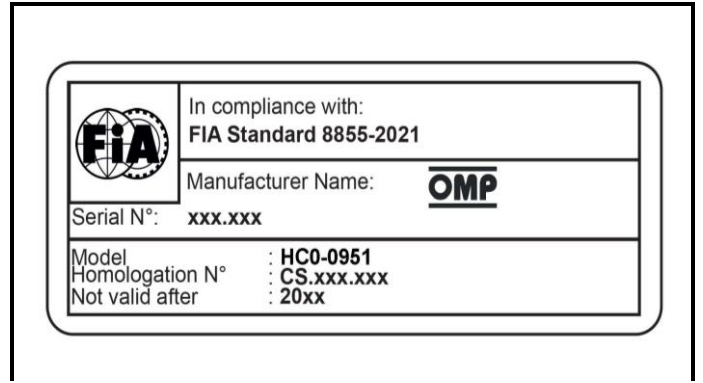 FiA
In compliance with:
FIA Standard 8855-2021
Manufacturer Name: OMP
Serial N°: xxx.xxx
Model : HC0-0951
Homologation N° : CS.xxx.xxx
Not valid after : 20xx